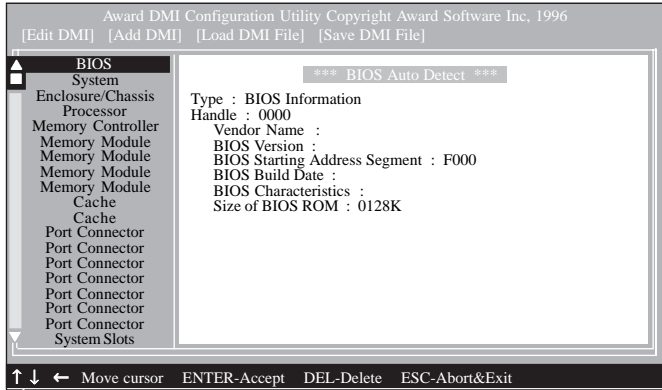 Award DMI Configuration Utility Copyright Award Software Inc, 1996
[Edit DMI] [Add DMI] [Load DMI File] [Save DMI File]
BIOS
System
Enclosure/Chassis
Processor
Memory Controller
Memory Module
Memory Module
Memory Module
Memory Module
Cache
Cache
Port Connector
Port Connector
Port Connector
Port Connector
Port Connector
Port Connector
Port Connector
System Slots
*** BIOS Auto Detect ***
Type : BIOS Information
Handle : 0000
Vendor Name :
BIOS Version :
BIOS Starting Address Segment : F000
BIOS Build Date :
BIOS Characteristics :
Size of BIOS ROM : 0128K
↑↓ ← Move cursor ENTER-Accept DEL-Delete ESC-Abort&Exit